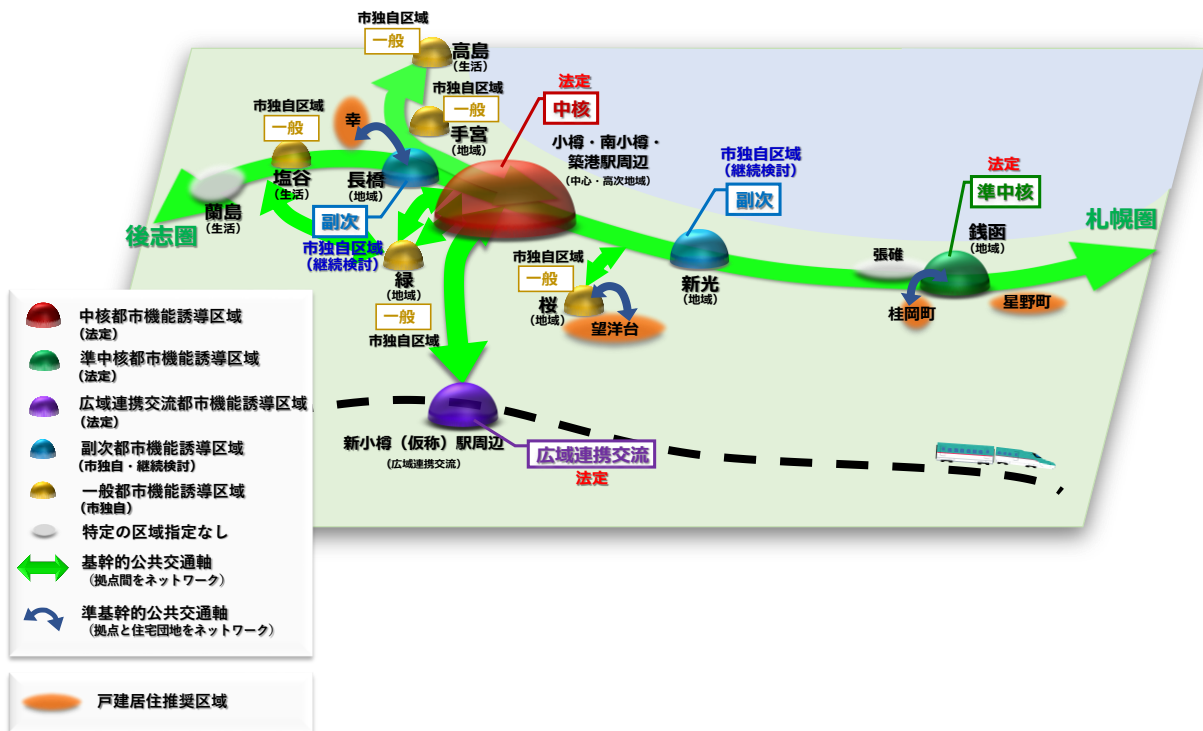 市独自区域
一般
高島
(生活)
市独自区域
一般
手宮
(地域)
法定
中核
小樽・南小樽・
築港駅周辺
(中心・高次地域)
市独自区域
一般
塩谷
(生活)
幸
長橋
(地域)
副次
市独自区域
(継続検討)
蘭島
(生活)
後志圏
緑
(地域)
一般
市独自区域
市独自区域
(継続検討)
副次
新光
(地域)
市独自区域
一般
桜
(地域)
望洋台
法定
準中核
銭函
(地域)
張碓
桂岡町
星野町
札幌圏
新小樽(仮称)駅周辺
(広域連携交流)
広域連携交流
法定
中核都市機能誘導区域
(法定)
準中核都市機能誘導区域
(法定)
広域連携交流都市機能誘導区域
(法定)
副次都市機能誘導区域
(市独自・継続検討)
一般都市機能誘導区域
(市独自)
特定の区域指定なし
基幹的公共交通軸
(拠点間をネットワーク)
準基幹的公共交通軸
(拠点と住宅団地をネットワーク)
戸建居住推奨区域